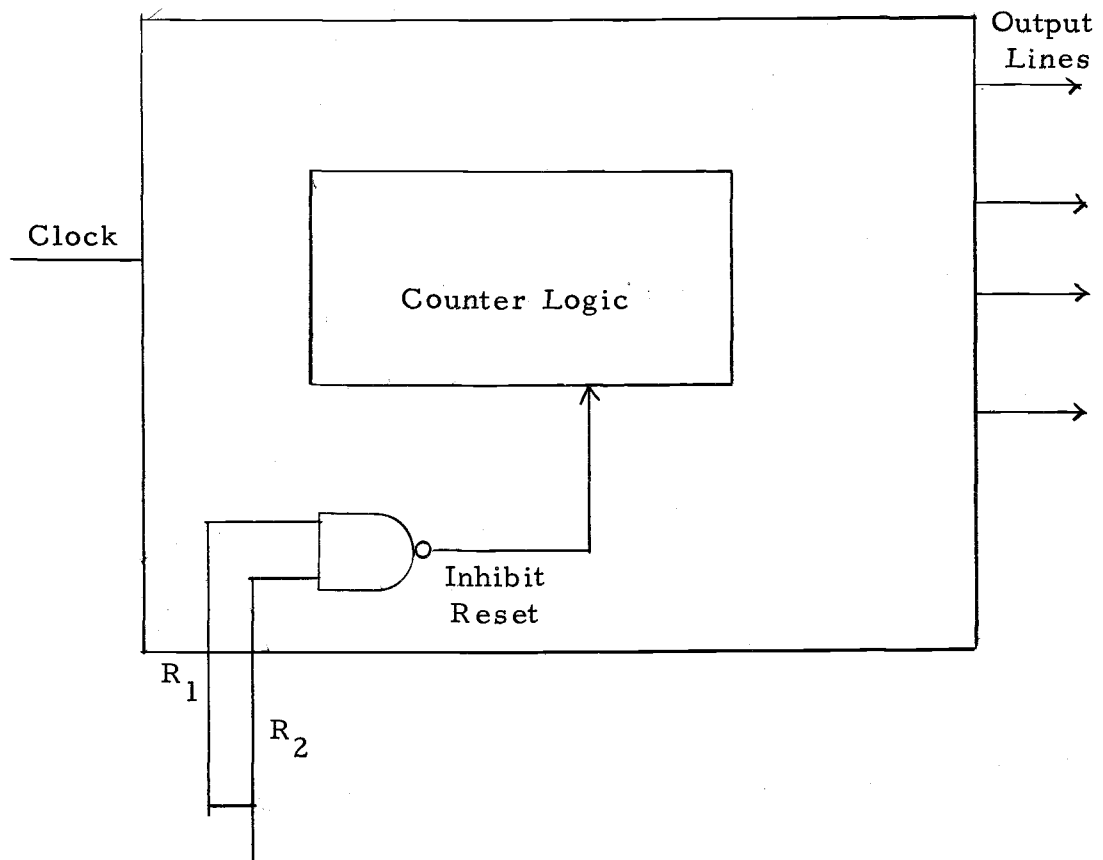 Output
Lines
Clock
Counter Logic
Inhibit
Reset
R1
R2